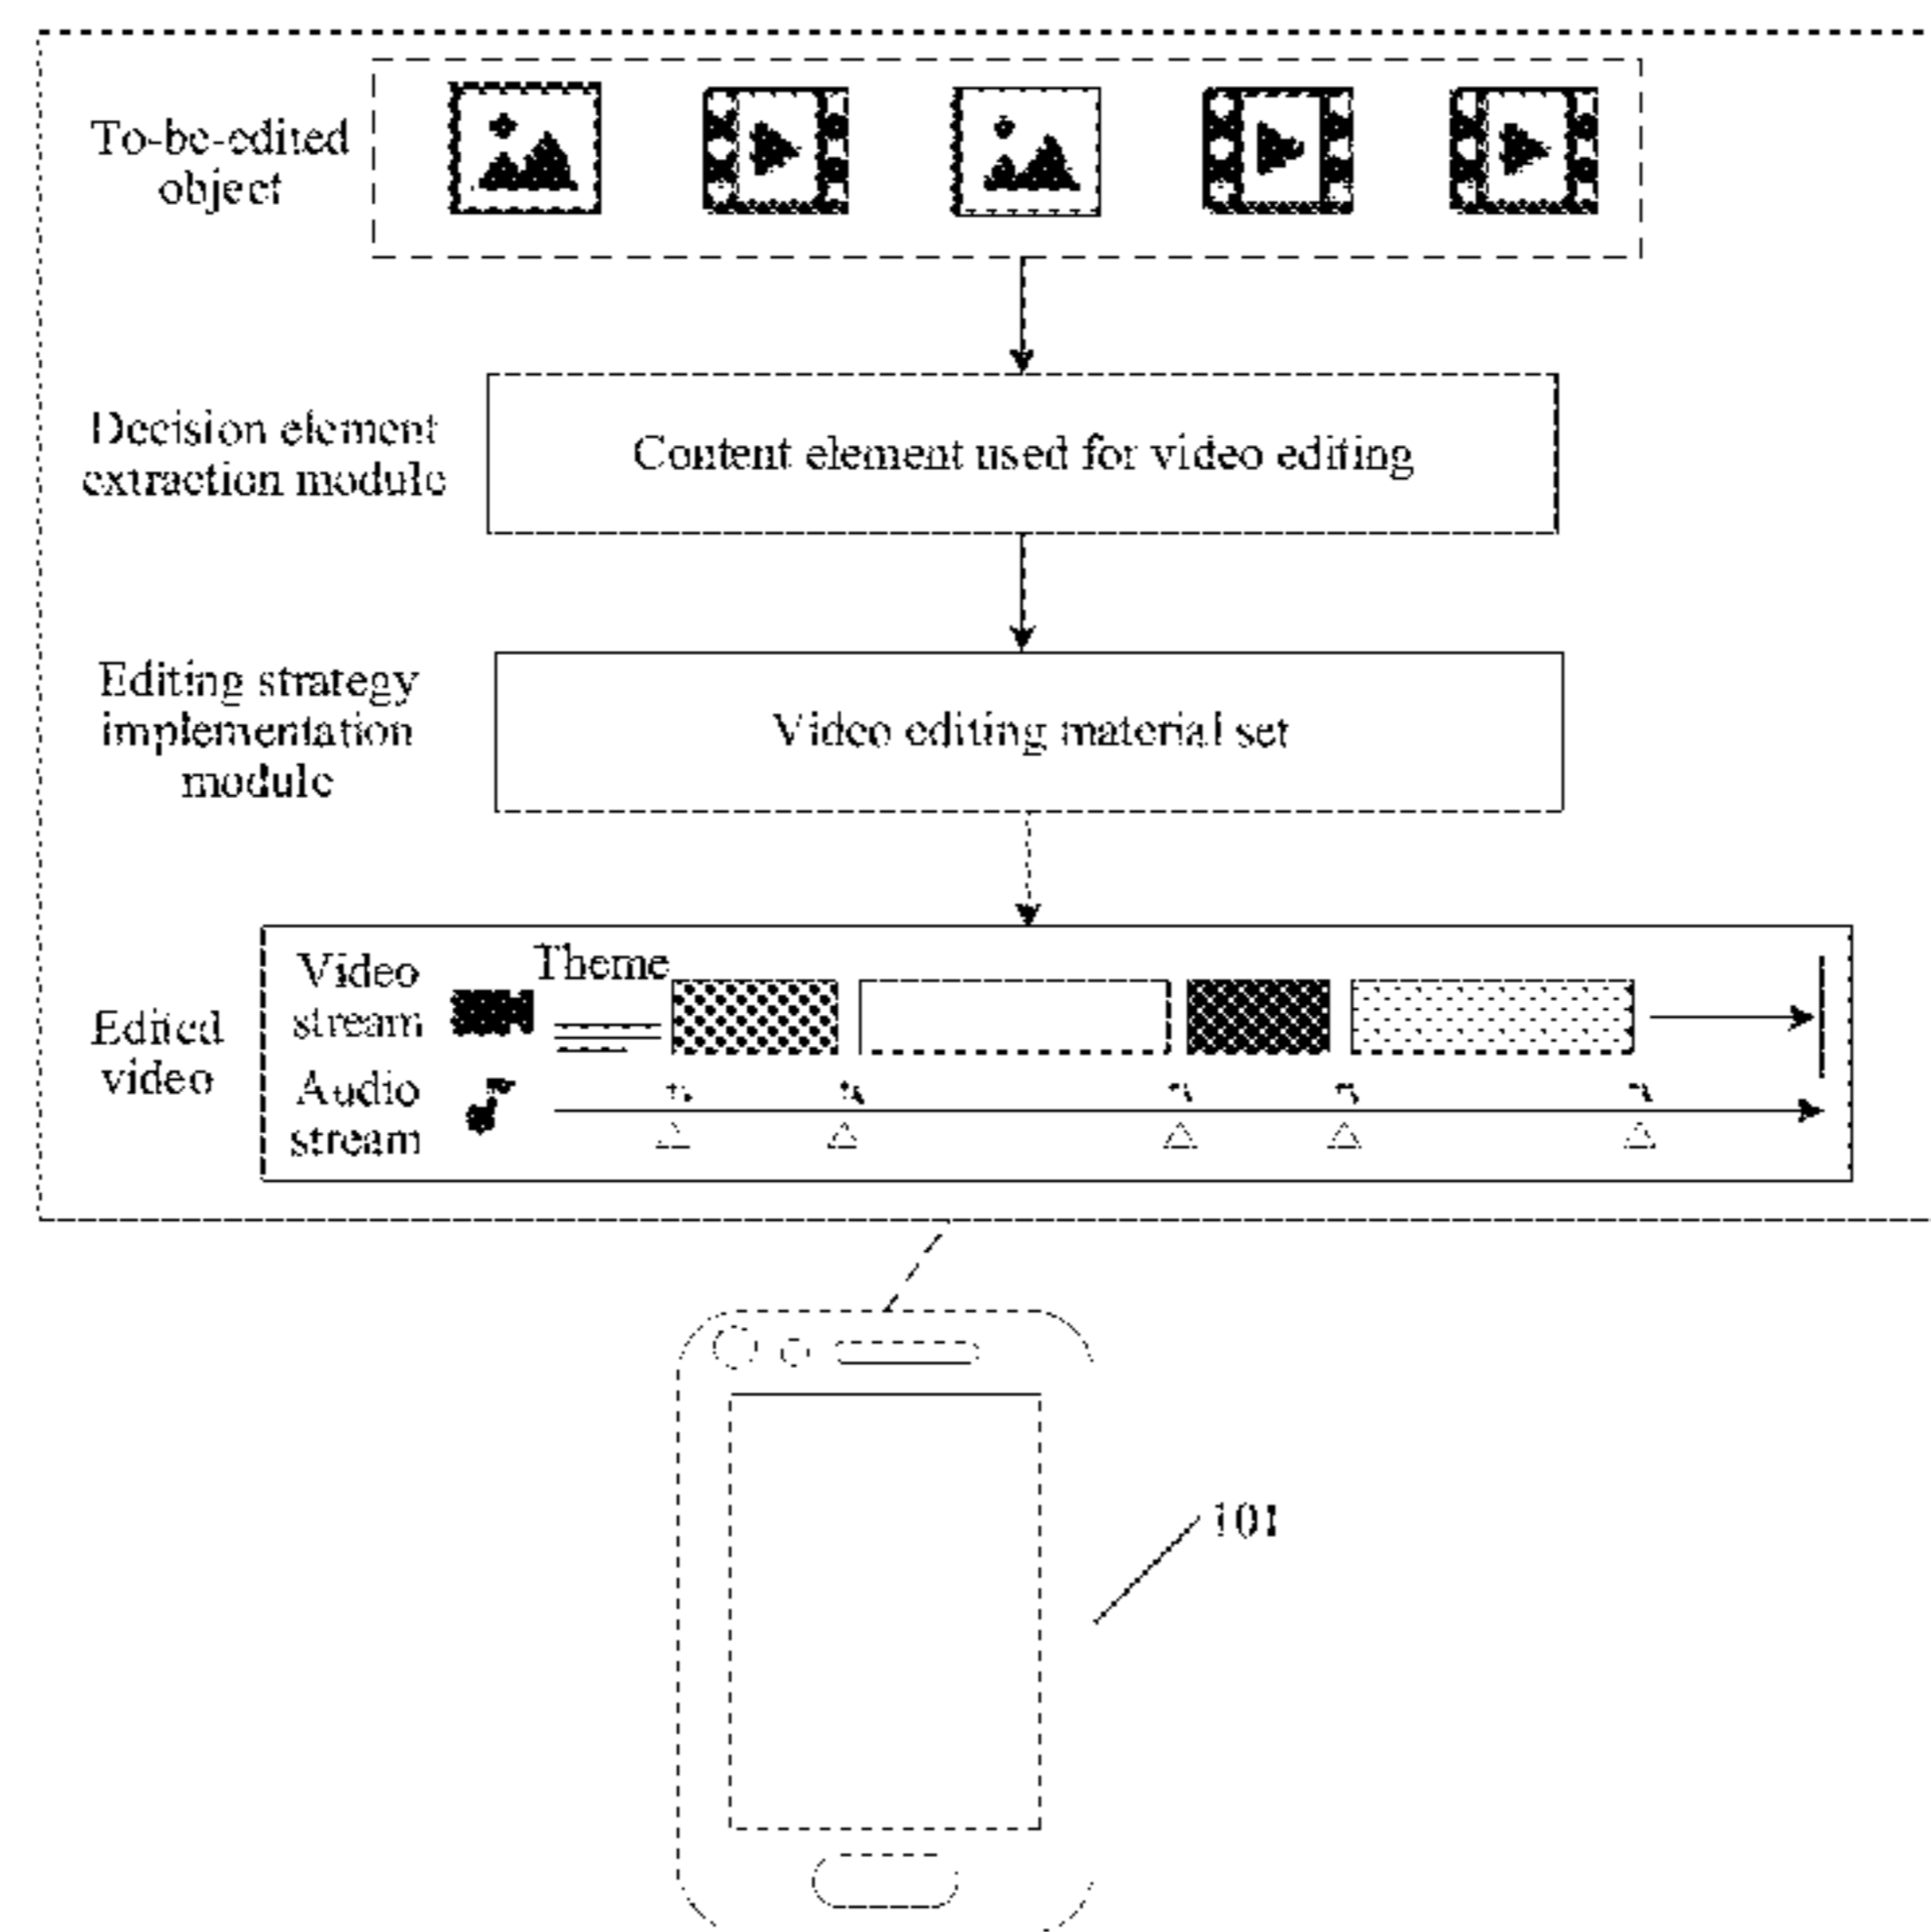 To-be-edited
object
Decision element
extraction module
Content element used for video editing
Editing strategy
implementation
module
Video editing material set
Edited
video
Video
stream
Theme
Audio
stream
101